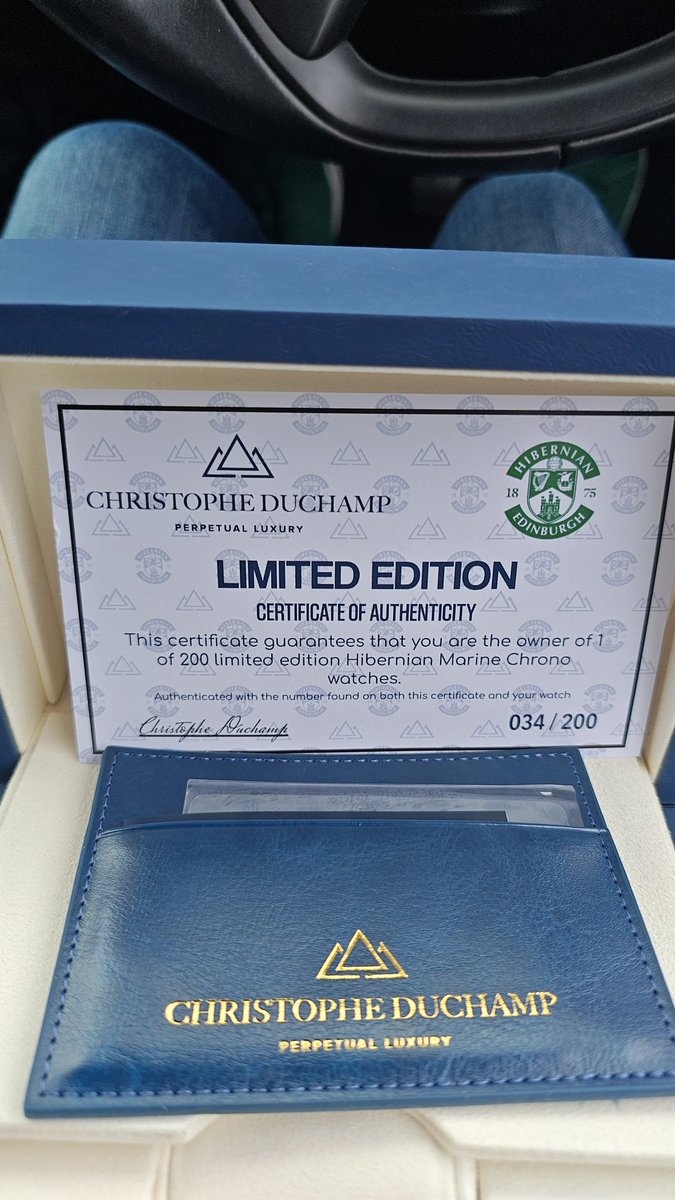 CHRISTOPHE DUCHAMP
PERPETUAL LUXURY
HIBERNIAN
18 75
EDINBURGH
LIMITED EDITION
CERTIFICATE OF AUTHENTICITY
This certificate guarantees that you are the owner of 1
of 200 limited edition Hibernian Marine Chrono
watches.
Authenticated with the number found on both this certificate and your watch
Christophe Duchamp
034 / 200
CHRISTOPHE DUCHAMP
PERPETUAL LUXURY